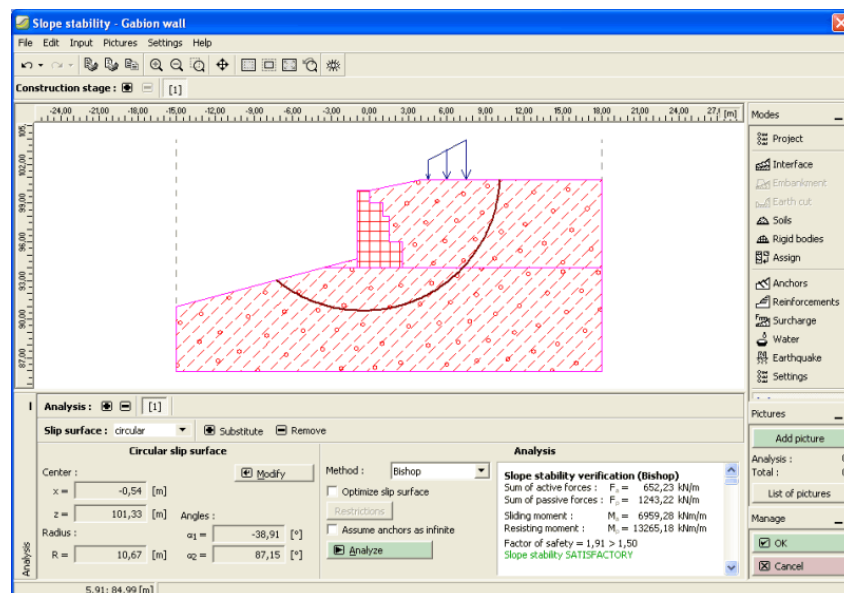 Slope stability - Gabion wall
File Edit Input Pictures Settings Help
Construction stage : [1]
-24,00 -21,00 -18,00 -15,00 -12,00 -9,00 -6,00 -3,00 0,00 3,00 6,00 9,00 12,00 15,00 18,00 21,00 24,00 27, [m]
105,
102,00
99,00
96,00
93,00
90,00
87,00
Modes
Project
Interface
Embankment
Earth cut
Soils
Rigid bodies
Assign
Anchors
Reinforcements
Surcharge
Water
Earthquake
Settings
Analysis : [1]
Slip surface : circular Substitute Remove
Circular slip surface
Center : Modify
x = -0,54 [m]
z = 101,33 [m] Angles :
Radius : α1 = -38,91 [°]
R = 10,67 [m] α2 = 87,15 [°]
Method : Bishop
Optimize slip surface
Restrictions
Assume anchors as infinite
Analyze
Analysis
Slope stability verification (Bishop)
Sum of active forces : Fa = 652,23 kN/m
Sum of passive forces : Fp = 1243,22 kN/m
Sliding moment : Ma = 6959,28 kNm/m
Resisting moment : Mp = 13265,18 kNm/m
Factor of safety = 1,91 > 1,50
Slope stability SATISFACTORY
Pictures
Add picture
Analysis :
Total :
List of pictures
Manage
OK
Cancel
Analysis
5,91; 84,99 [m]